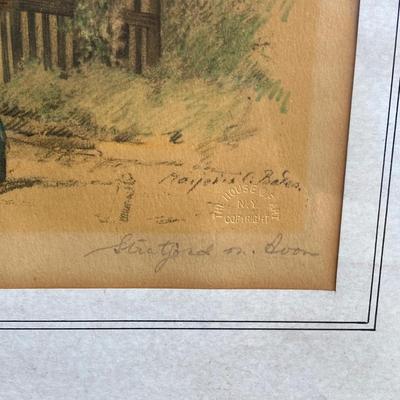 Marjorie C. Bates.
THE HOUSE OF ART
N.Y.
COPYRIGHT
Stratford on Avon